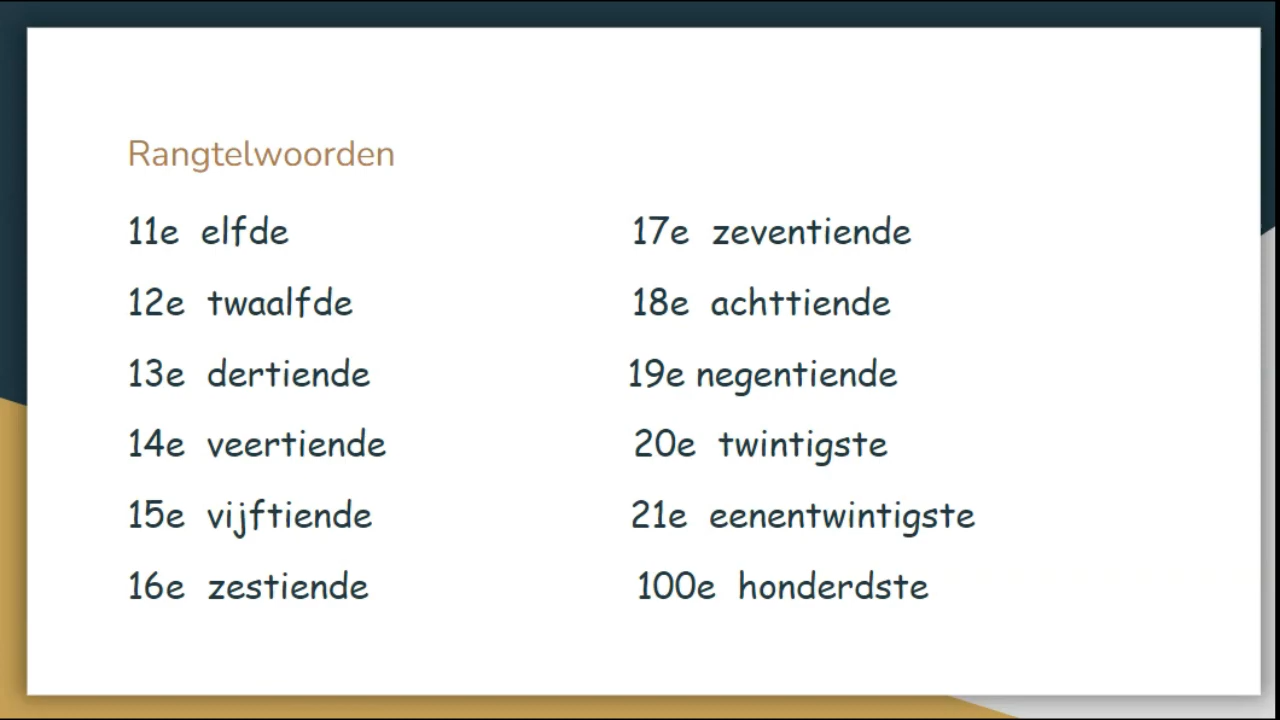 Rangtelwoorden
11e elfde
12e twaalfde
13e dertiende
14e veertiende
15e vijftiende
16e zestiende
17e zeventiende
18e achttiende
19e negentiende
20e twintigste
21e eenentwintigste
100e honderdste